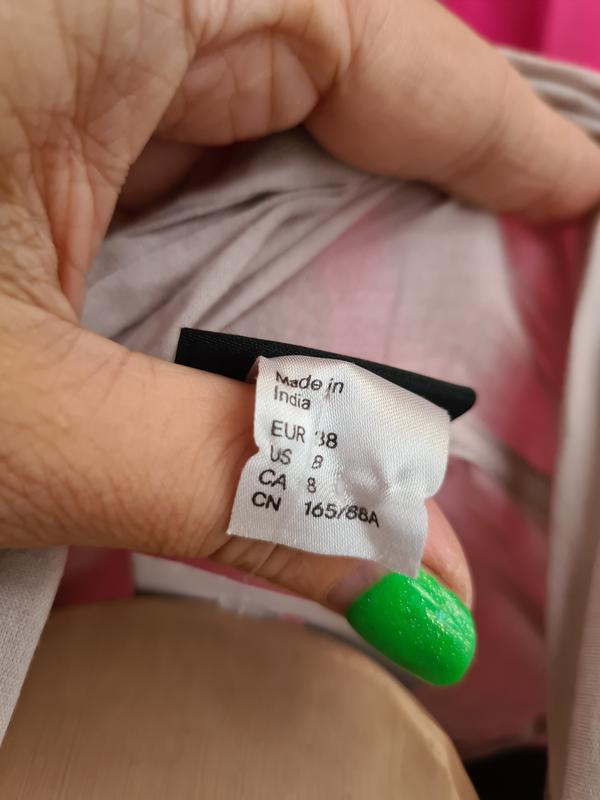 Made in
India
EUR 38
US 8
CA 8
CN 165/88A